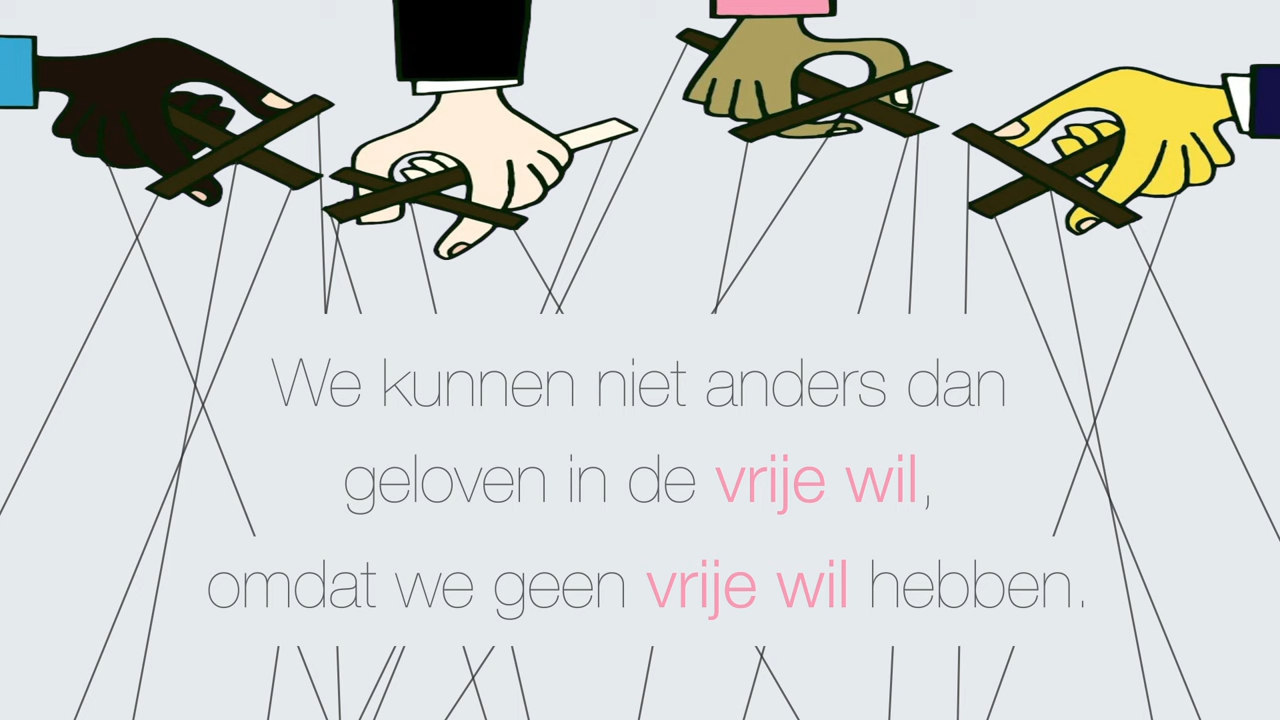 We kunnen niet anders dan
geloven in de vrije wil,
omdat we geen vrije wil hebben.